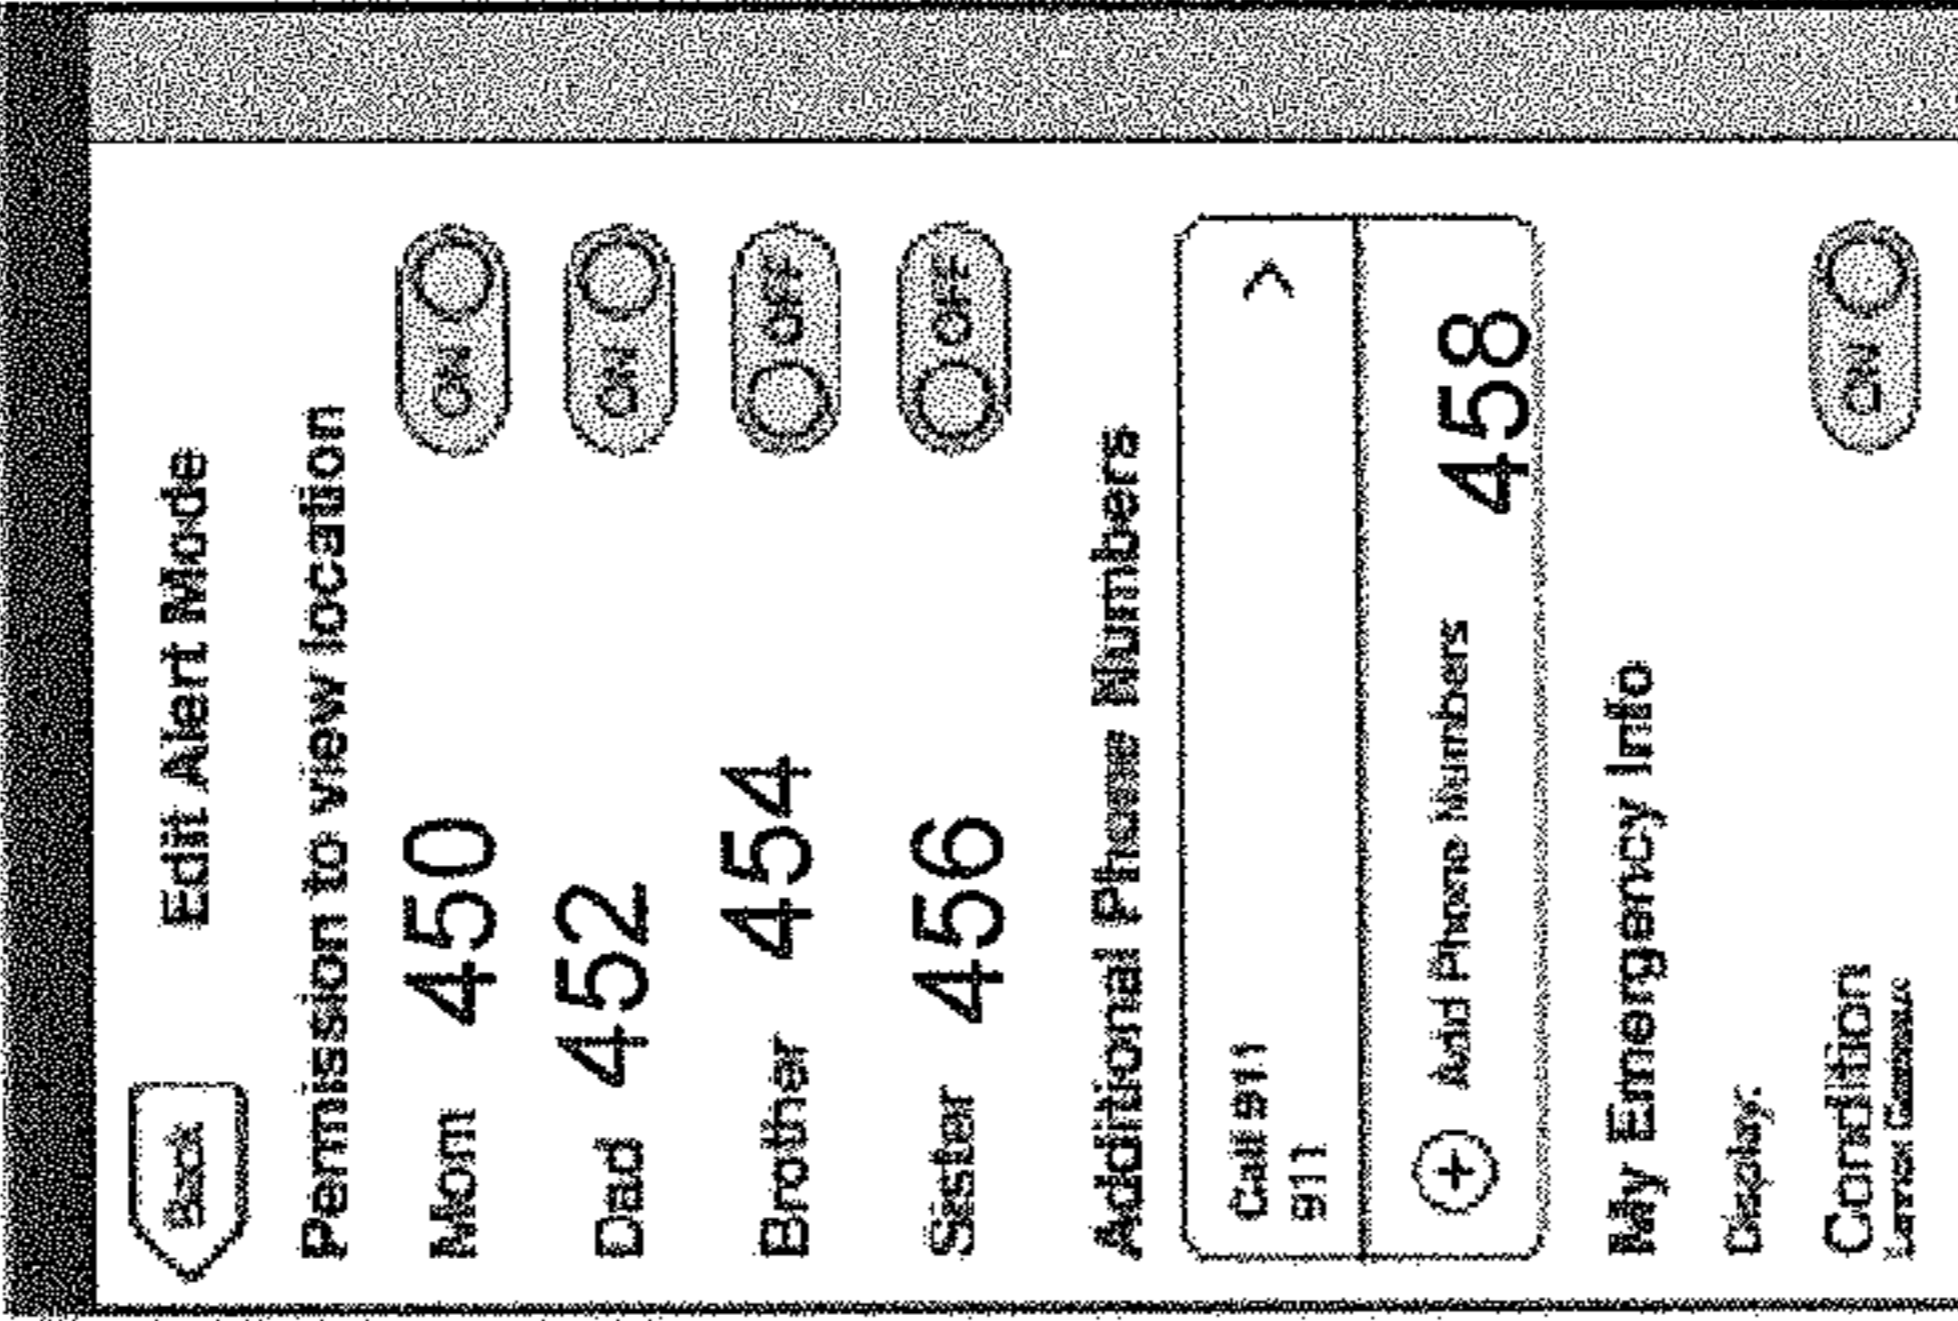 Back Edit Alert Mode
Permission to view location
Mom 450 ON
Dad 452 ON
Brother 454 OFF
Sister 456 OFF
Additional Phone Numbers
Call 911
911
+ Add Phone Numbers 458
My Emergency Info
Display:
Condition ON